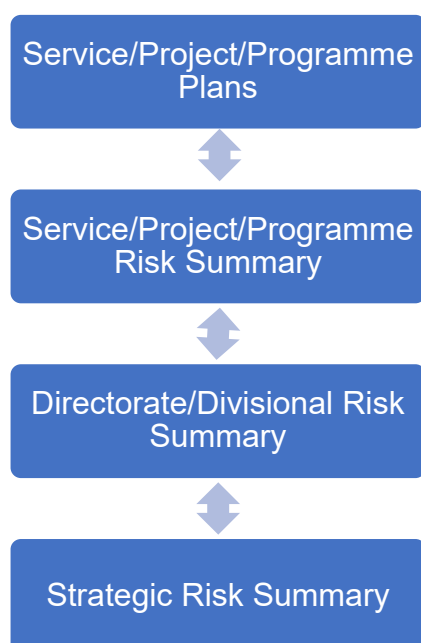 Service/Project/Programme
Plans
Service/Project/Programme
Risk Summary
Directorate/Divisional Risk
Summary
Strategic Risk Summary